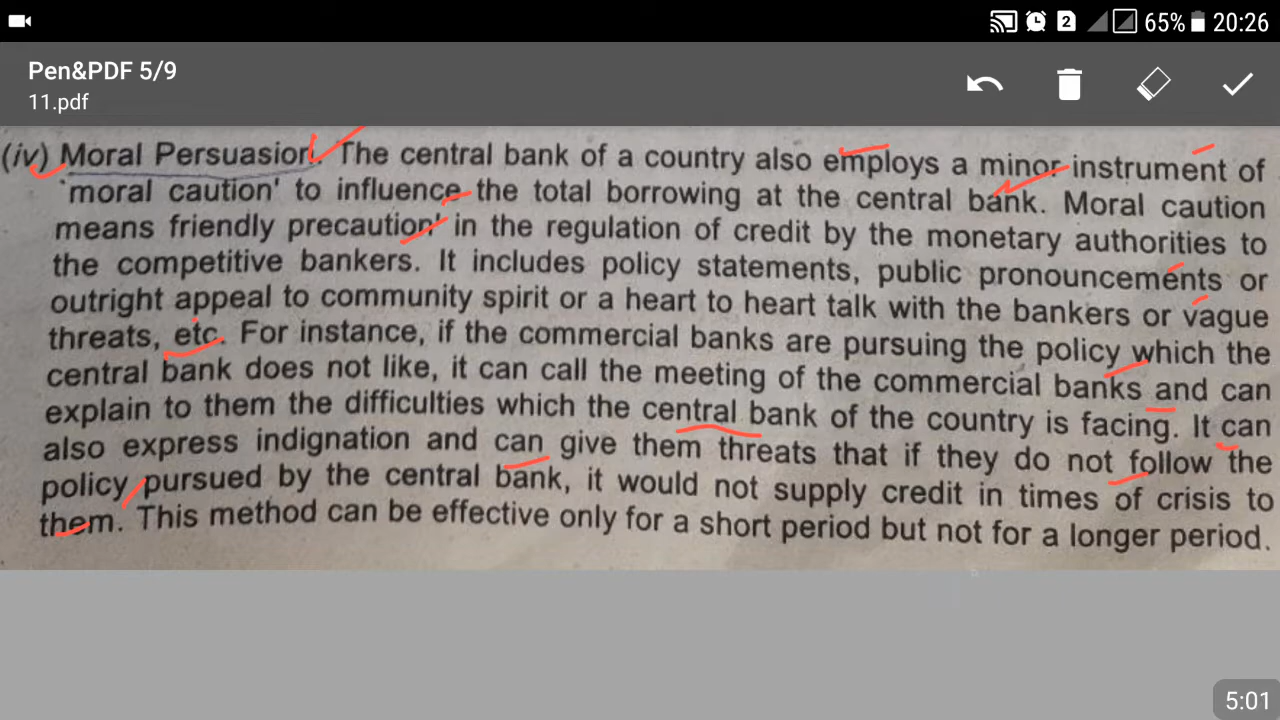 65% 20:26
Pen&PDF 5/9
11.pdf
(iv) Moral Persuasion. The central bank of a country also employs a minor instrument of
'moral caution' to influence the total borrowing at the central bank. Moral caution
means friendly precaution' in the regulation of credit by the monetary authorities to
the competitive bankers. It includes policy statements, public pronouncements or
outright appeal to community spirit or a heart to heart talk with the bankers or vague
threats, etc. For instance, if the commercial banks are pursuing the policy which the
central bank does not like, it can call the meeting of the commercial banks and can
explain to them the difficulties which the central bank of the country is facing. It can
also express indignation and can give them threats that if they do not follow the
policy pursued by the central bank, it would not supply credit in times of crisis to
them. This method can be effective only for a short period but not for a longer period.
5:01